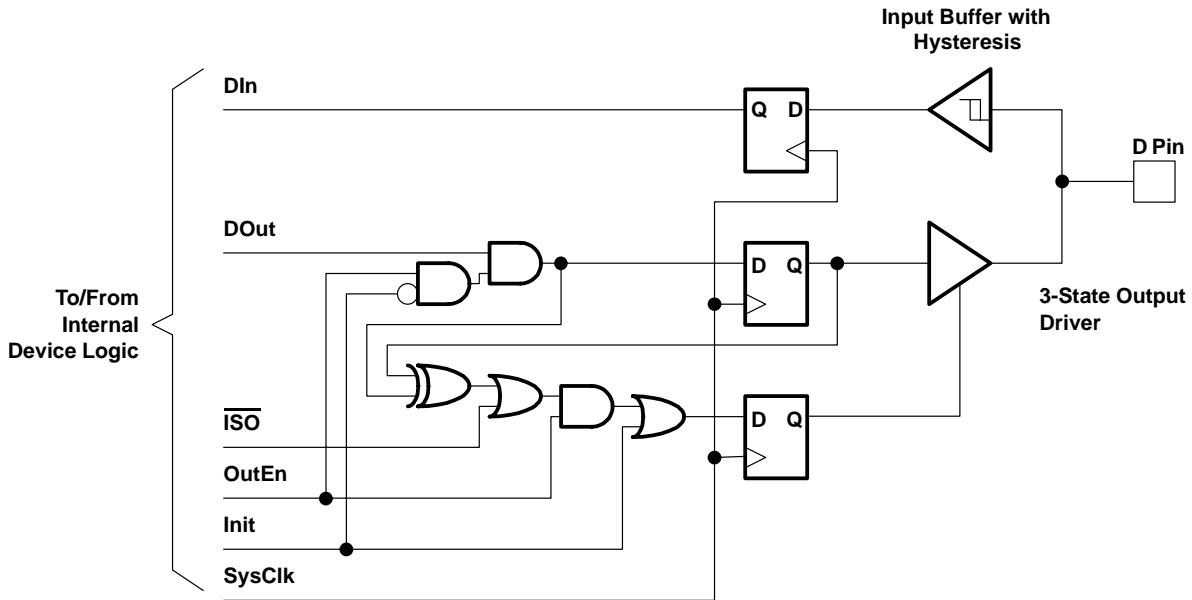 Input Buffer with
Hysteresis
DIn
Q D
D Pin
DOut
D Q
To/From
Internal
Device Logic
3-State Output
Driver
ISO
D Q
OutEn
Init
SysClk